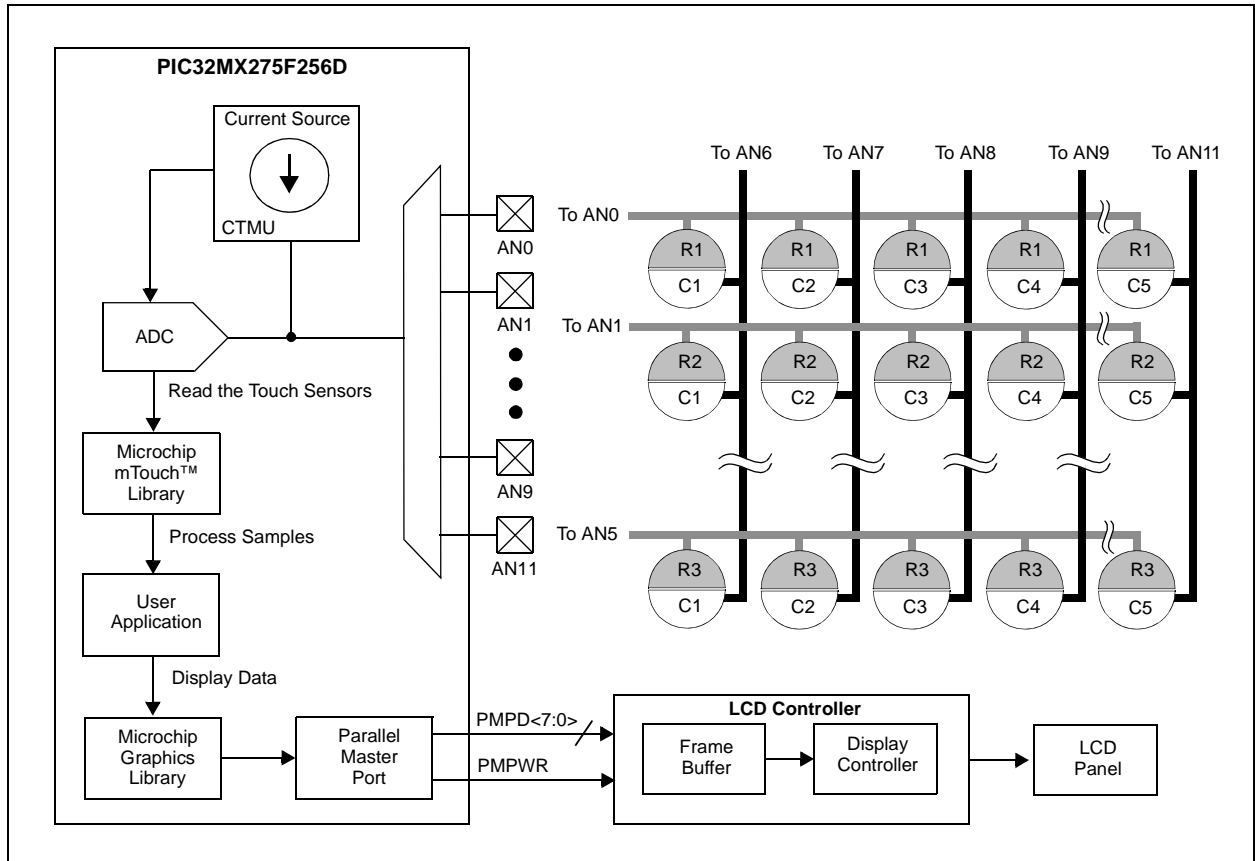 PIC32MX275F256D
Current Source
CTMU
ADC
Read the Touch Sensors
Microchip
mTouch™
Library
Process Samples
User
Application
Display Data
Microchip
Graphics
Library
Parallel
Master
Port
AN0
AN1
AN9
AN11
To AN6
To AN7
To AN8
To AN9
To AN11
To AN0
R1
R1
R1
R1
R1
C1
C2
C3
C4
C5
To AN1
R2
R2
R2
R2
R2
C1
C2
C3
C4
C5
To AN5
R3
R3
R3
R3
R3
C1
C2
C3
C4
C5
PMPD<7:0>
PMPWR
LCD Controller
Frame
Buffer
Display
Controller
LCD
Panel